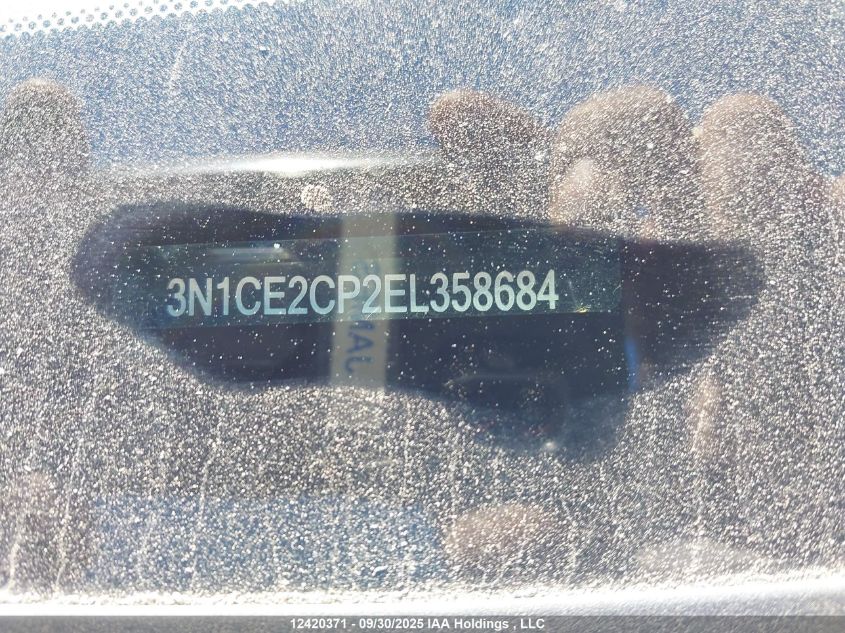 3N1CE2CP2EL358684
12420371 - 09/30/2025 IAA Holdings , LLC